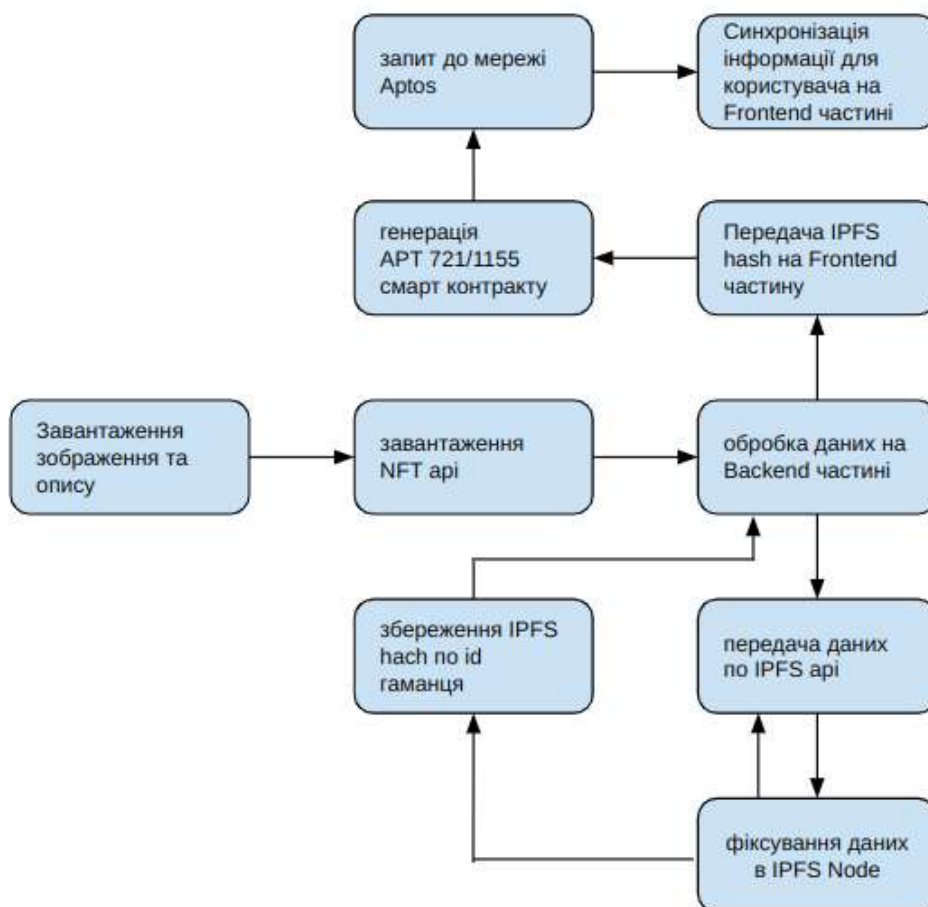 запит до мережі
Aptos
Синхронізація
інформації для
користувача на
Frontend частині
генерація
APT 721/1155
смарт контракту
Передача IPFS
hash на Frontend
частину
Завантаження
зображення та
опису
завантаження
NFT api
обробка даних на
Backend частині
збереження IPFS
hach по id
гаманця
передача даних
по IPFS api
фіксування даних
в IPFS Node